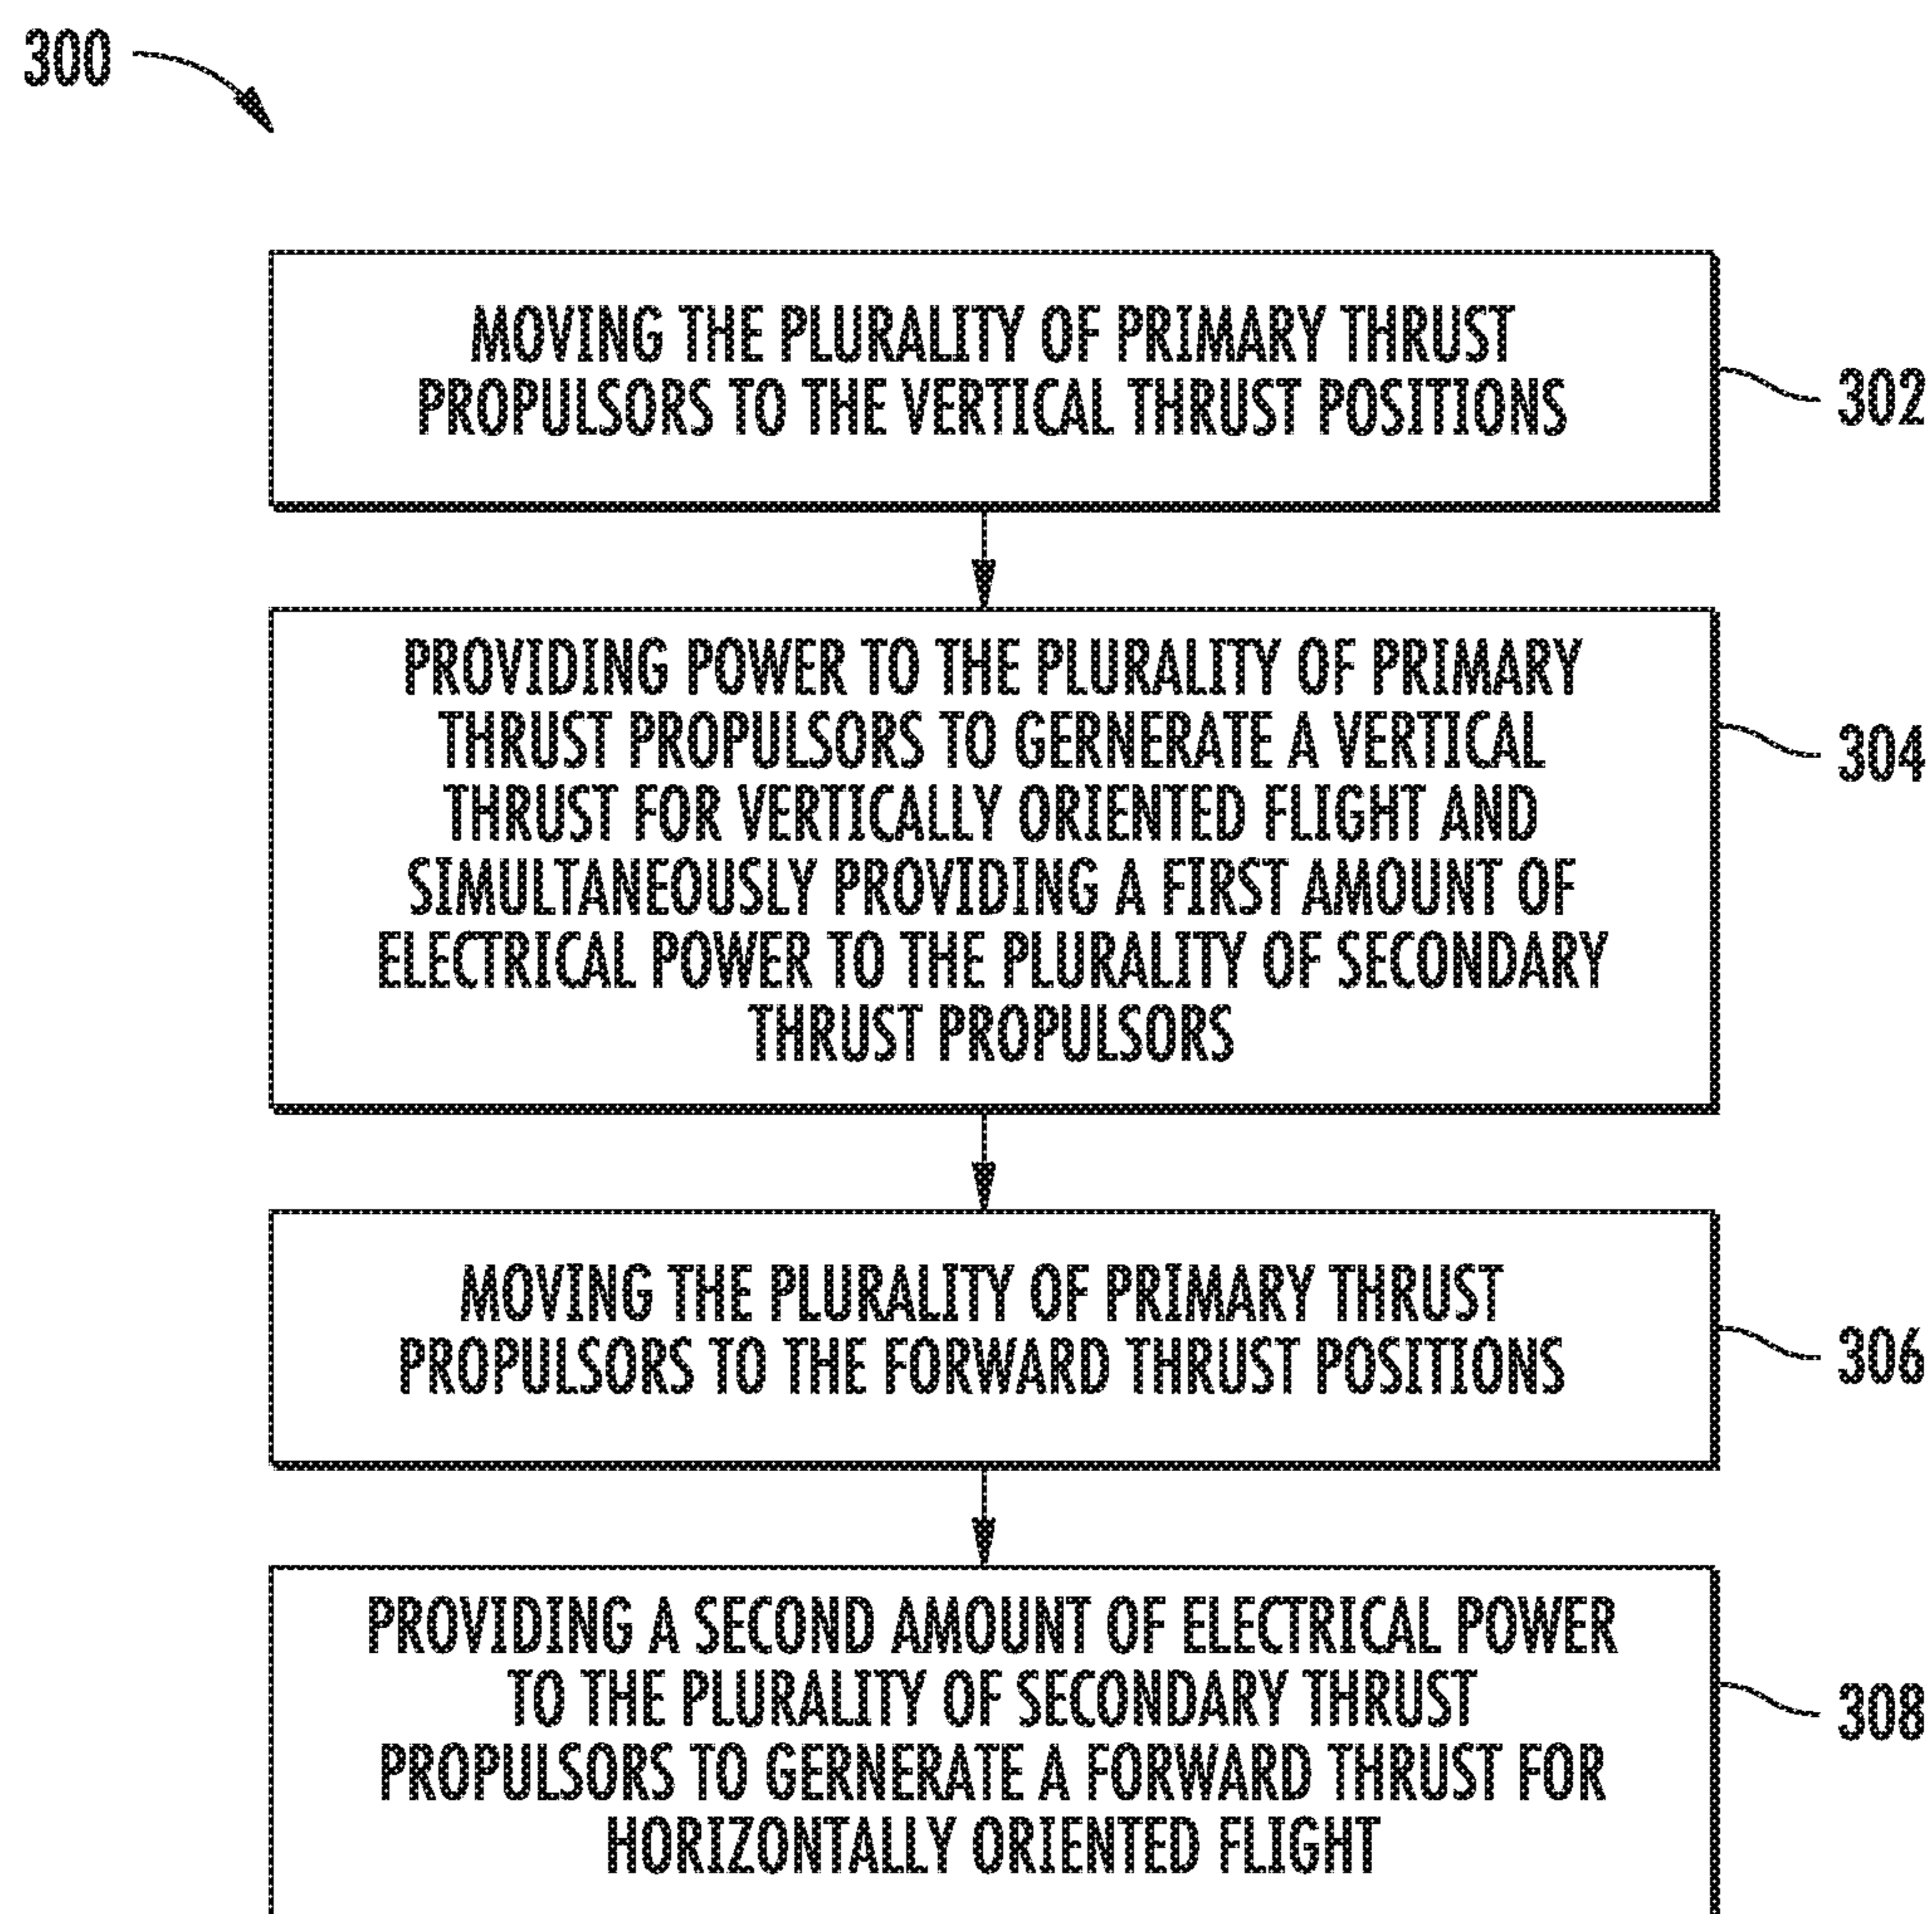 300
MOVING THE PLURALITY OF PRIMARY THRUST
PROPULSORS TO THE VERTICAL THRUST POSITIONS
302
PROVIDING POWER TO THE PLURALITY OF PRIMARY
THRUST PROPULSORS TO GERNERATE A VERTICAL
THRUST FOR VERTICALLY ORIENTED FLIGHT AND
SIMULTANEOUSLY PROVIDING A FIRST AMOUNT OF
ELECTRICAL POWER TO THE PLURALITY OF SECONDARY
THRUST PROPULSORS
304
MOVING THE PLURALITY OF PRIMARY THRUST
PROPULSORS TO THE FORWARD THRUST POSITIONS
306
PROVIDING A SECOND AMOUNT OF ELECTRICAL POWER
TO THE PLURALITY OF SECONDARY THRUST
PROPULSORS TO GERNERATE A FORWARD THRUST FOR
HORIZONTALLY ORIENTED FLIGHT
308